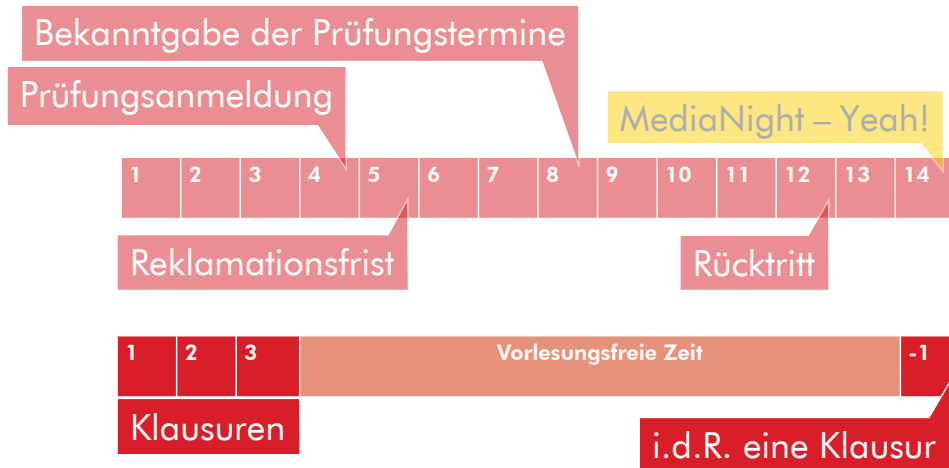 Bekanntgabe der Prüfungstermine
Prüfungsanmeldung
MediaNight – Yeah!
1 2 3 4 5 6 7 8 9 10 11 12 13 14
Reklamationsfrist
Rücktritt
1 2 3 Vorlesungsfreie Zeit -1
Klausuren
i.d.R. eine Klausur